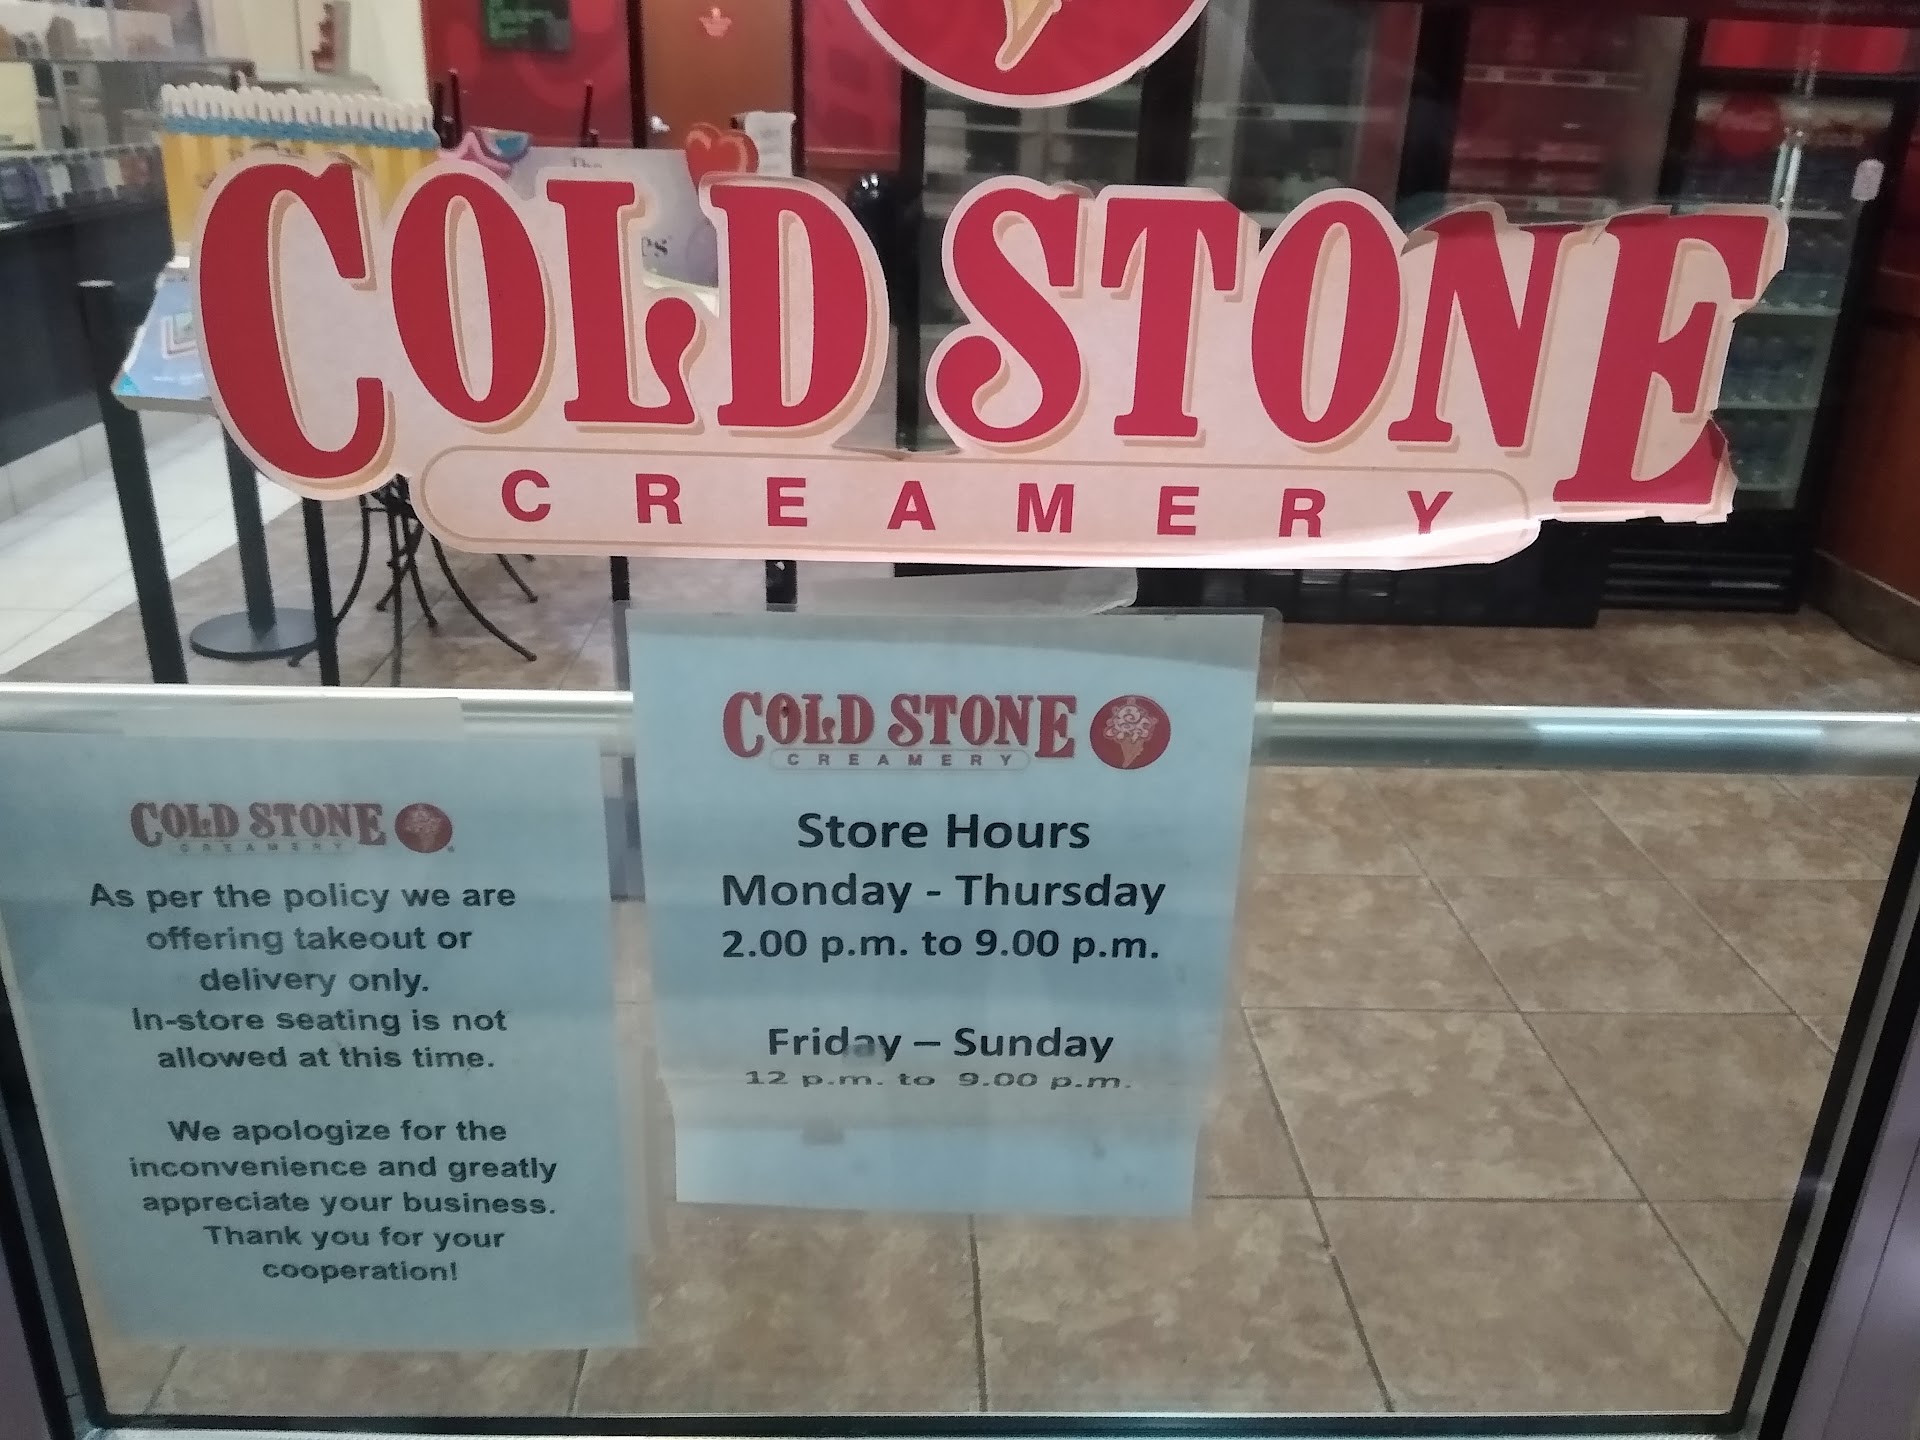 COLD STONE
CREAMERY
COLD STONE
CREAMERY
As per the policy we are
offering takeout or
delivery only.
In-store seating is not
allowed at this time.
We apologize for the
inconvenience and greatly
appreciate your business.
Thank you for your
cooperation!
COLD STONE
CREAMERY
Store Hours
Monday - Thursday
2.00 p.m. to 9.00 p.m.
Friday – Sunday
12 p.m. to 9.00 p.m.